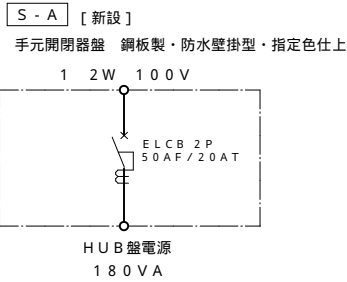 S-A [新設]
手元開閉器盤 鋼板製・防水壁掛型・指定色仕上
1 2W 100V
ELCB 2P
50AF/20AT
HUB盤電源
180VA